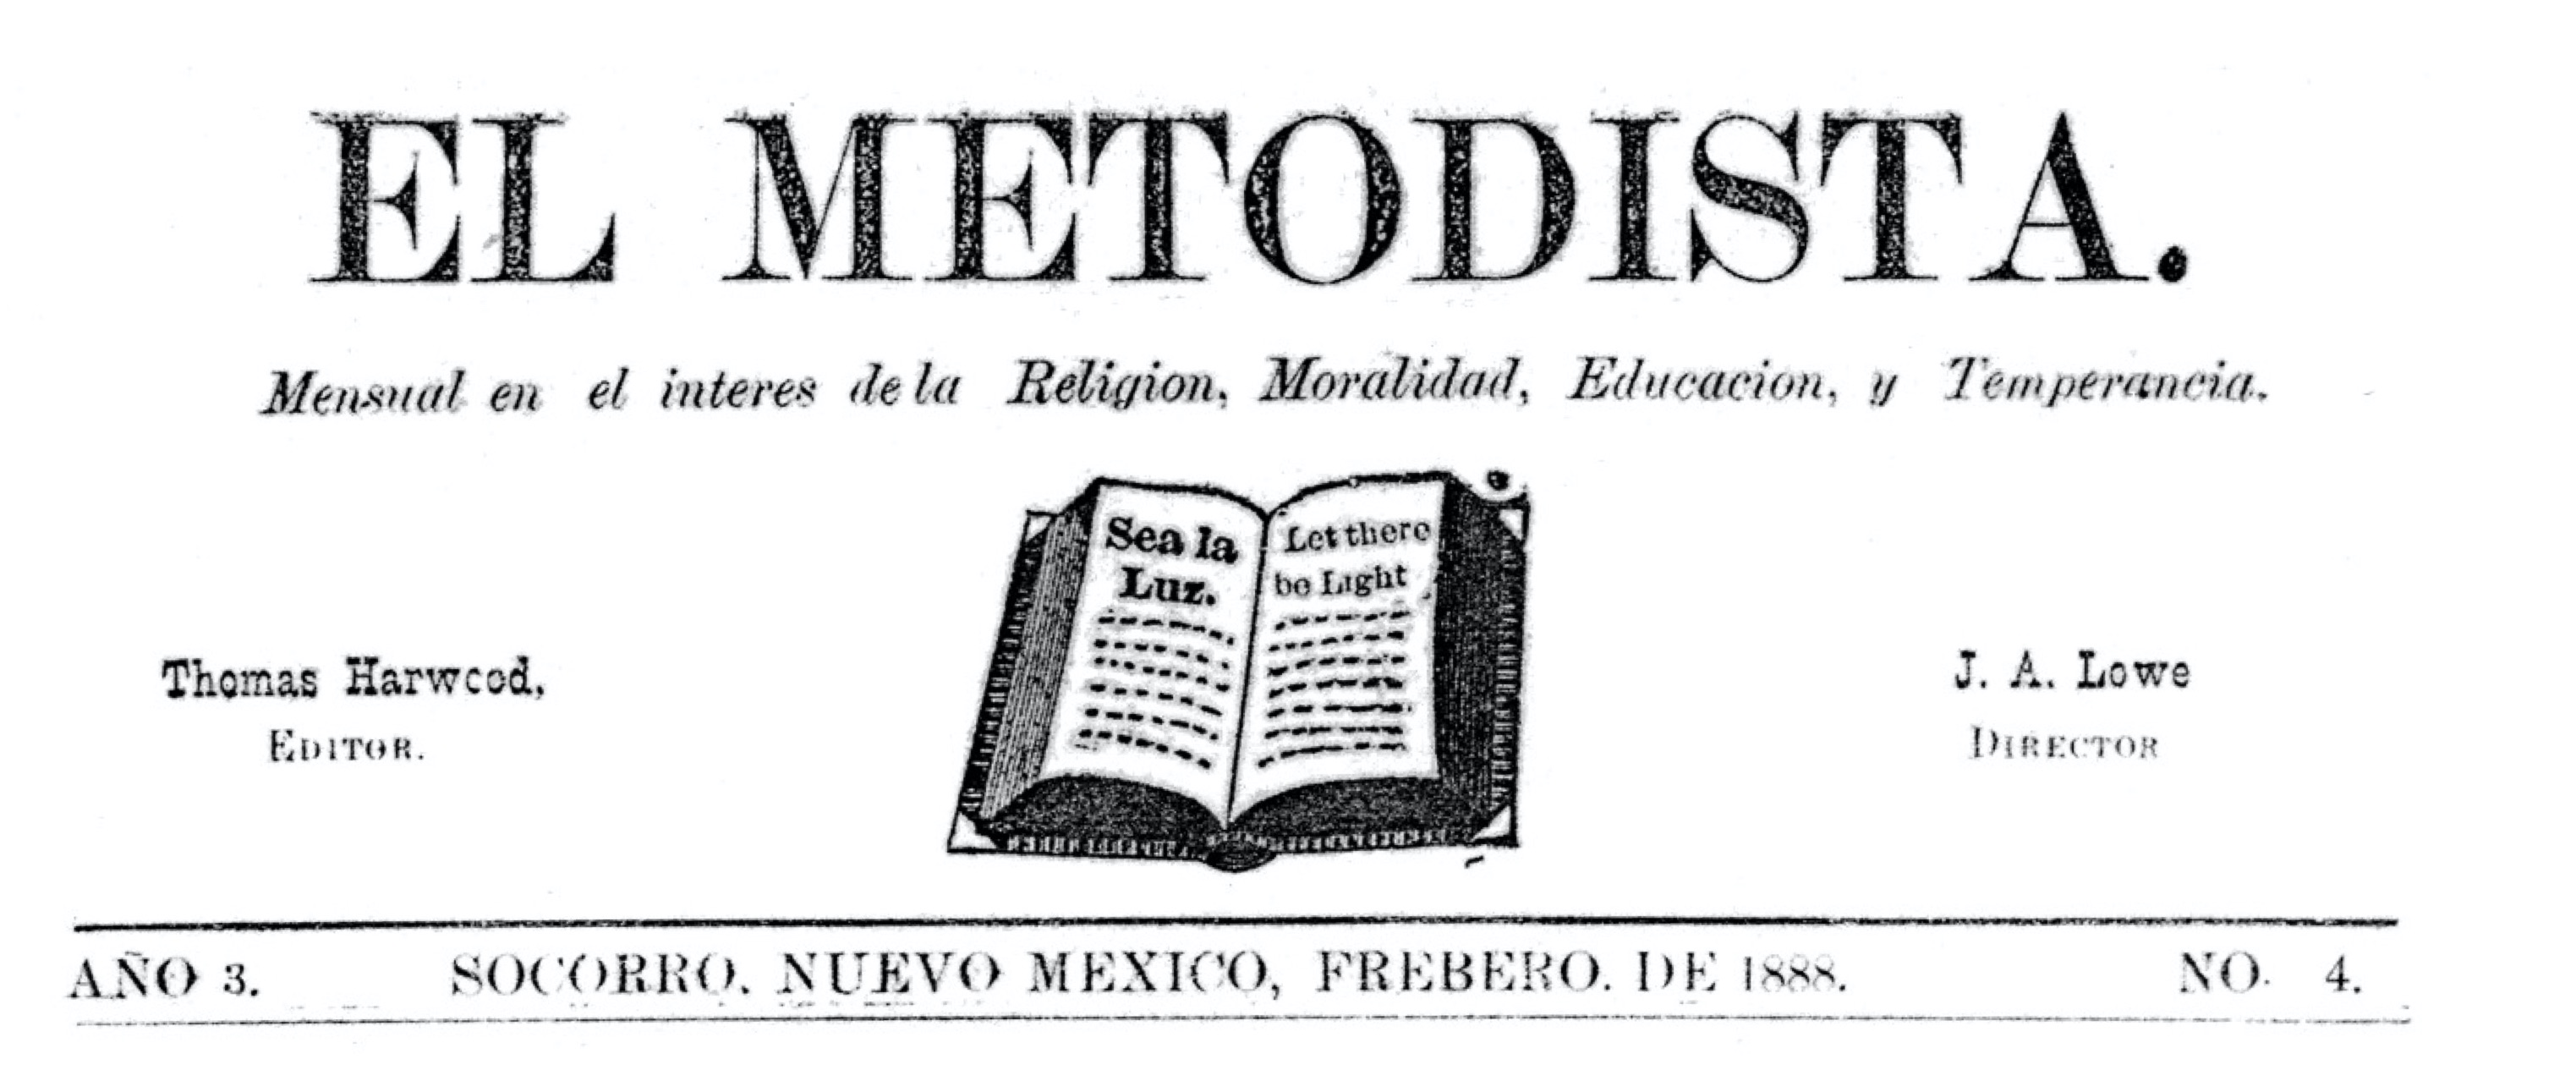 EL METODISTA.
Mensual en el interes de la Religion, Moralidad, Educacion, y Temperancia.
Sea la
Luz.
Let there
be Light
Thomas Harwood,
EDITOR.
J. A. Lowe
DIRECTOR
AÑO 3. SOCORRO. NUEVO MEXICO, FREBERO. DE 1888. NO. 4.